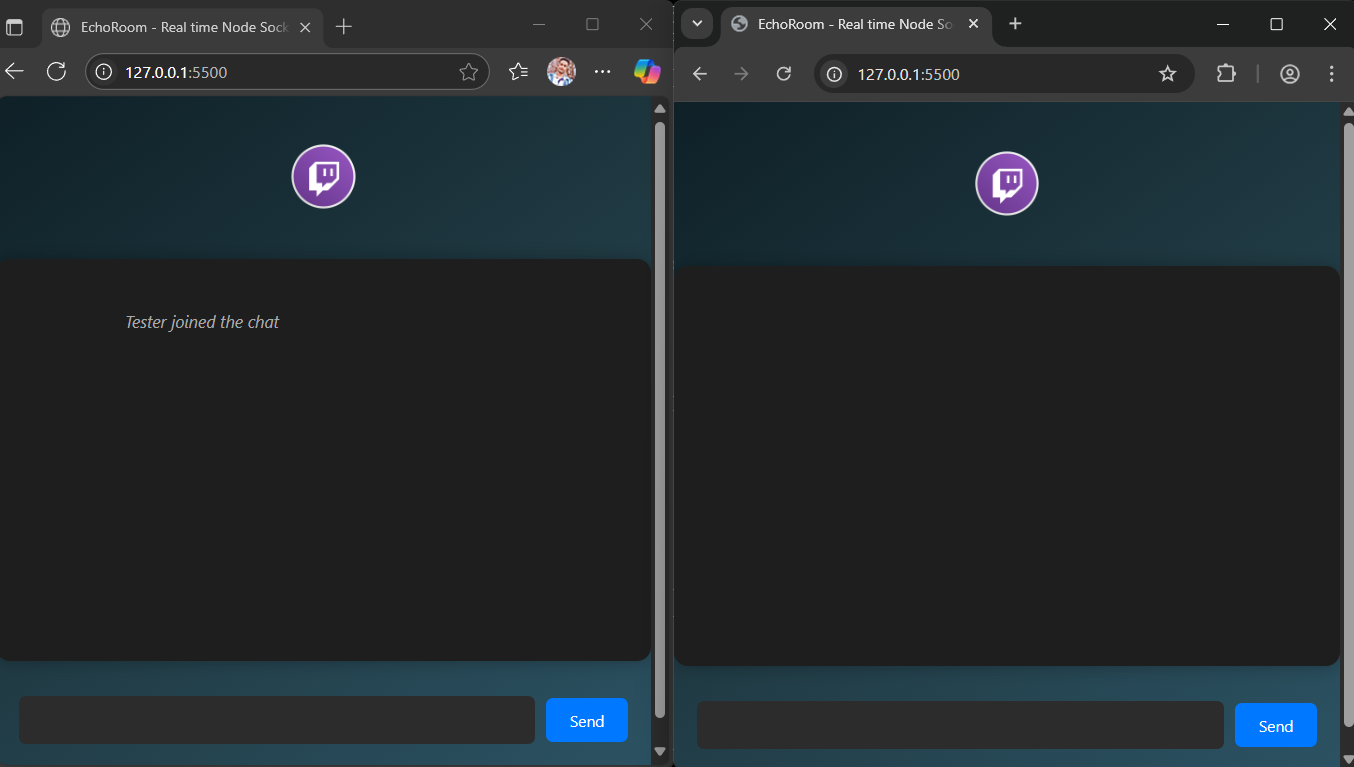 EchoRoom - Real time Node Sock
127.0.0.1:5500
Tester joined the chat
Send
EchoRoom - Real time Node So
127.0.0.1:5500
Send